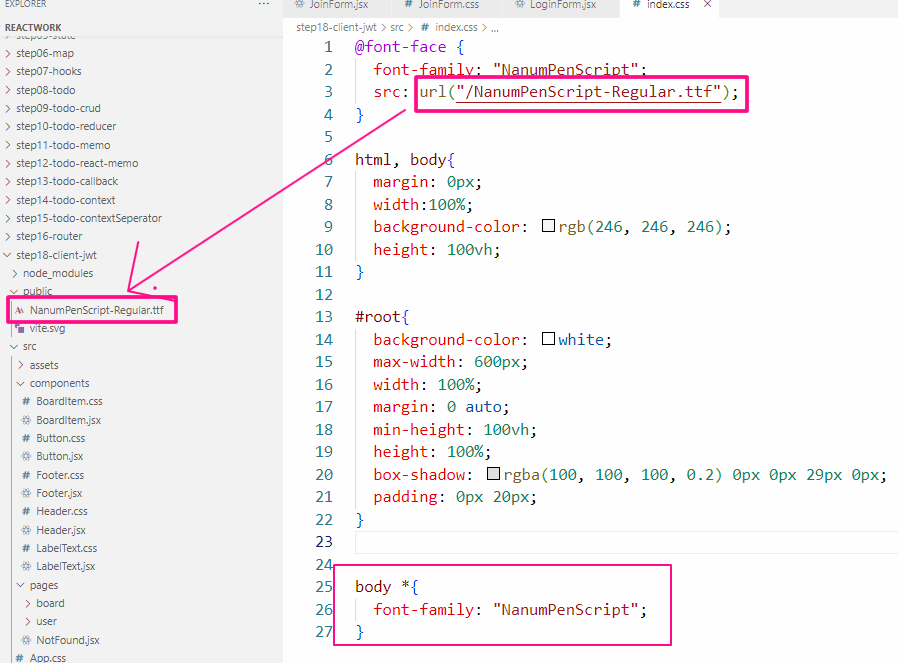 EXPLORER ...
REACTWORK
step05-state
step06-map
step07-hooks
step08-todo
step09-todo-crud
step10-todo-reducer
step11-todo-memo
step12-todo-react-memo
step13-todo-callback
step14-todo-context
step15-todo-contextSeperator
step16-router
step18-client-jwt
node_modules
public
NanumPenScript-Regular.ttf
vite.svg
src
assets
components
# BoardItem.css
BoardItem.jsx
# Button.css
Button.jsx
# Footer.css
Footer.jsx
# Header.css
Header.jsx
# LabelText.css
LabelText.jsx
pages
board
user
NotFound.jsx
# App.css
JoinForm.jsx # JoinForm.css LoginForm.jsx # index.css ×
step18-client-jwt > src > # index.css > ...
1 @font-face {
2 font-family: "NanumPenScript";
3 src: url("/NanumPenScript-Regular.ttf");
4 }
5
6 html, body{
7 margin: 0px;
8 width:100%;
9 background-color: rgb(246, 246, 246);
10 height: 100vh;
11 }
12
13 #root{
14 background-color: white;
15 max-width: 600px;
16 width: 100%;
17 margin: 0 auto;
18 min-height: 100vh;
19 height: 100%;
20 box-shadow: rgba(100, 100, 100, 0.2) 0px 0px 29px 0px;
21 padding: 0px 20px;
22 }
23
24
25 body *{
26 font-family: "NanumPenScript";
27 }